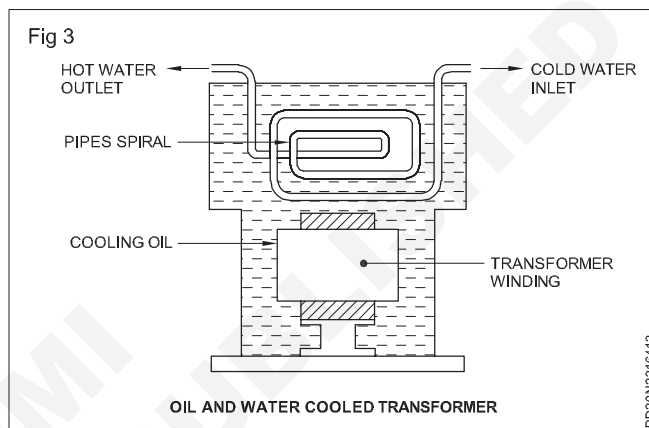 Fig 3
HOT WATER
OUTLET
COLD WATER
INLET
PIPES SPIRAL
COOLING OIL
TRANSFORMER
WINDING
OIL AND WATER COOLED TRANSFORMER